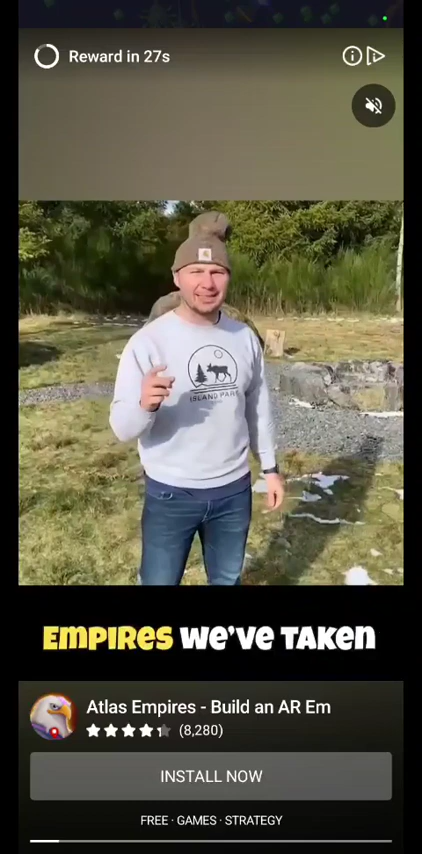 Reward in 27s
ISLAND PARK
EMPIRES WE'VE TAKEN
Atlas Empires - Build an AR Em
(8,280)
INSTALL NOW
FREE · GAMES · STRATEGY